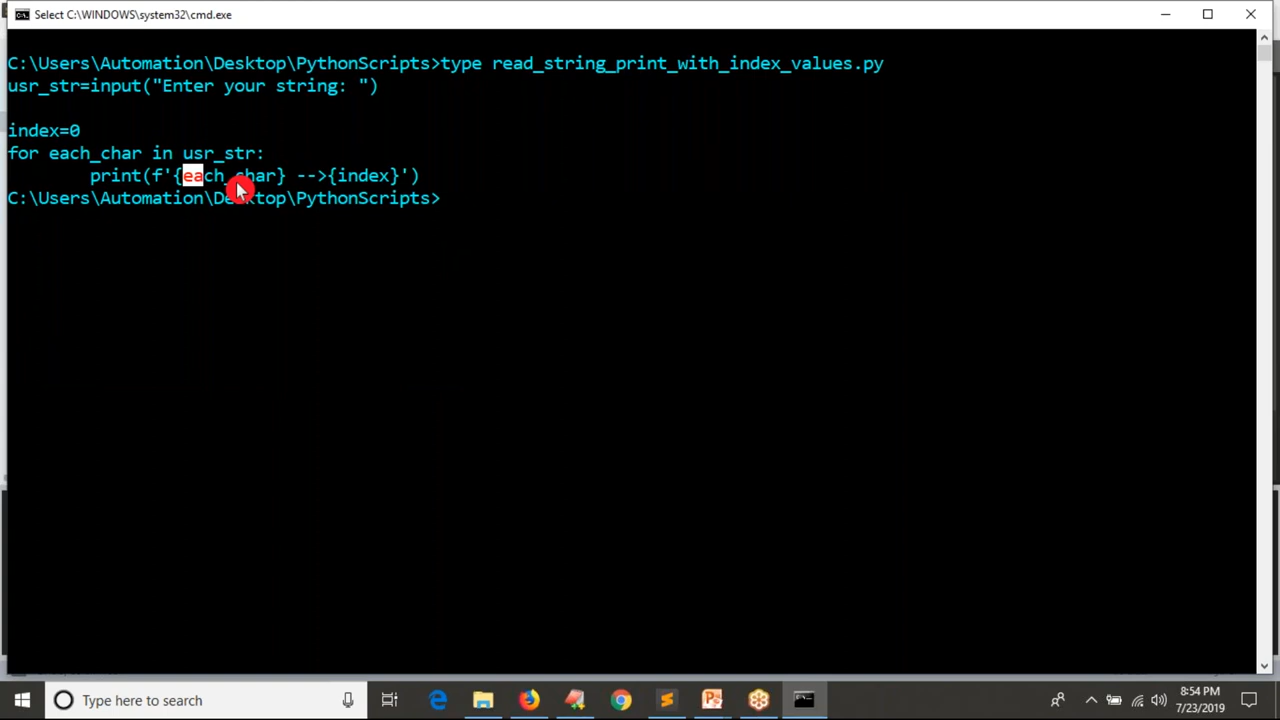 Select C:\WINDOWS\system32\cmd.exe
C:\Users\Automation\Desktop\PythonScripts>type read_string_print_with_index_values.py
usr_str=input("Enter your string: ")
index=0
for each_char in usr_str:
print(f'{each_char} -->{index}')
C:\Users\Automation\Desktop\PythonScripts>
Type here to search
8:54 PM
7/23/2019